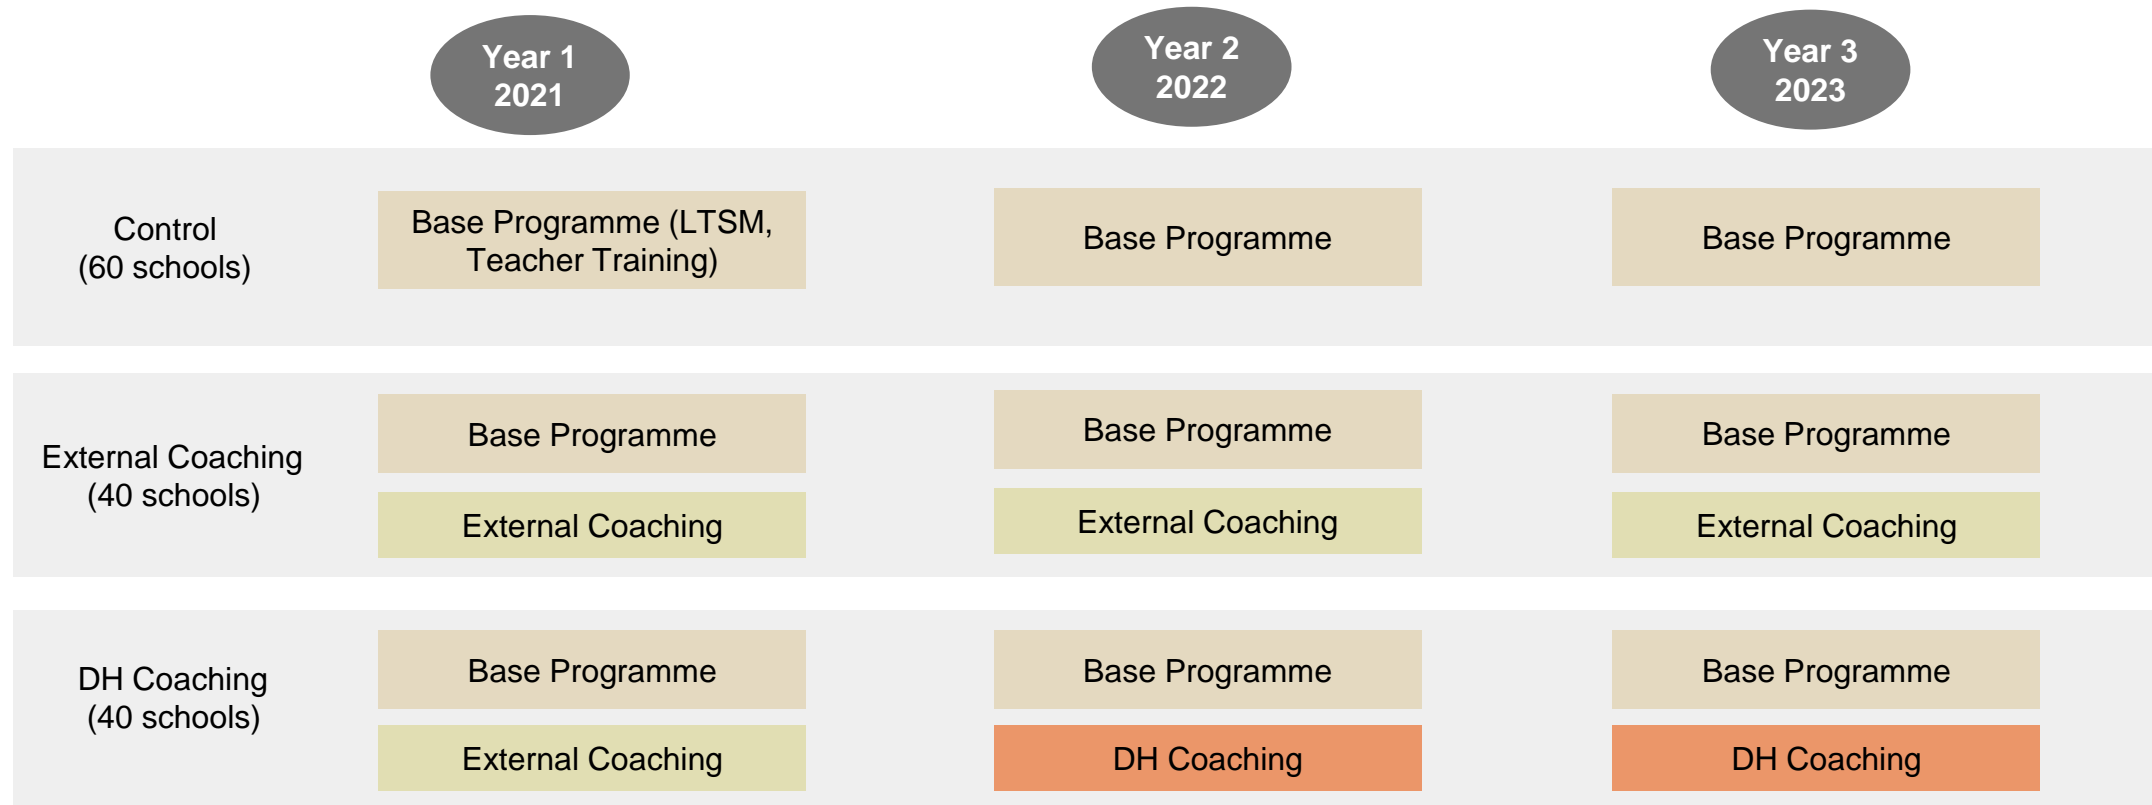 Year 1
2021
Year 2
2022
Year 3
2023
Control
(60 schools)
Base Programme (LTSM,
Teacher Training)
Base Programme
Base Programme
External Coaching
(40 schools)
Base Programme
Base Programme
Base Programme
External Coaching
External Coaching
External Coaching
DH Coaching
(40 schools)
Base Programme
Base Programme
Base Programme
External Coaching
DH Coaching
DH Coaching